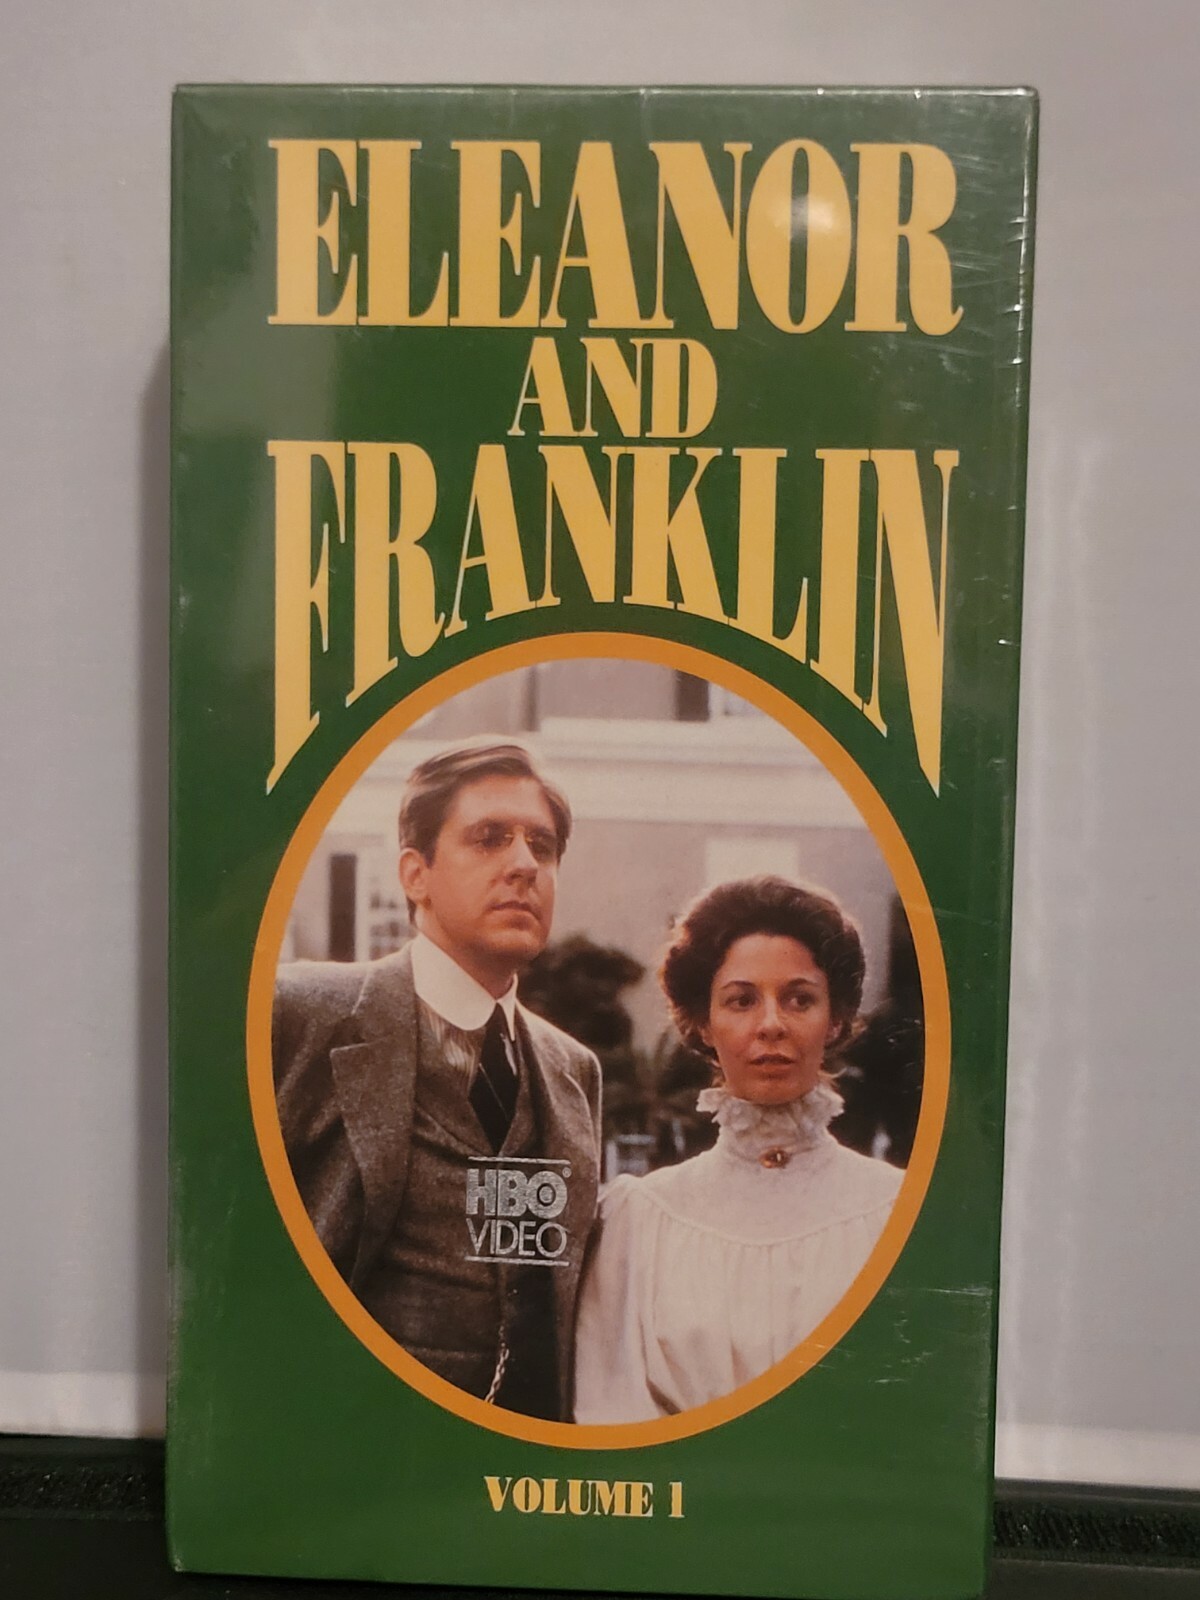 ELEANOR
AND
FRANKLIN
HBO®
VIDEO
VOLUME 1